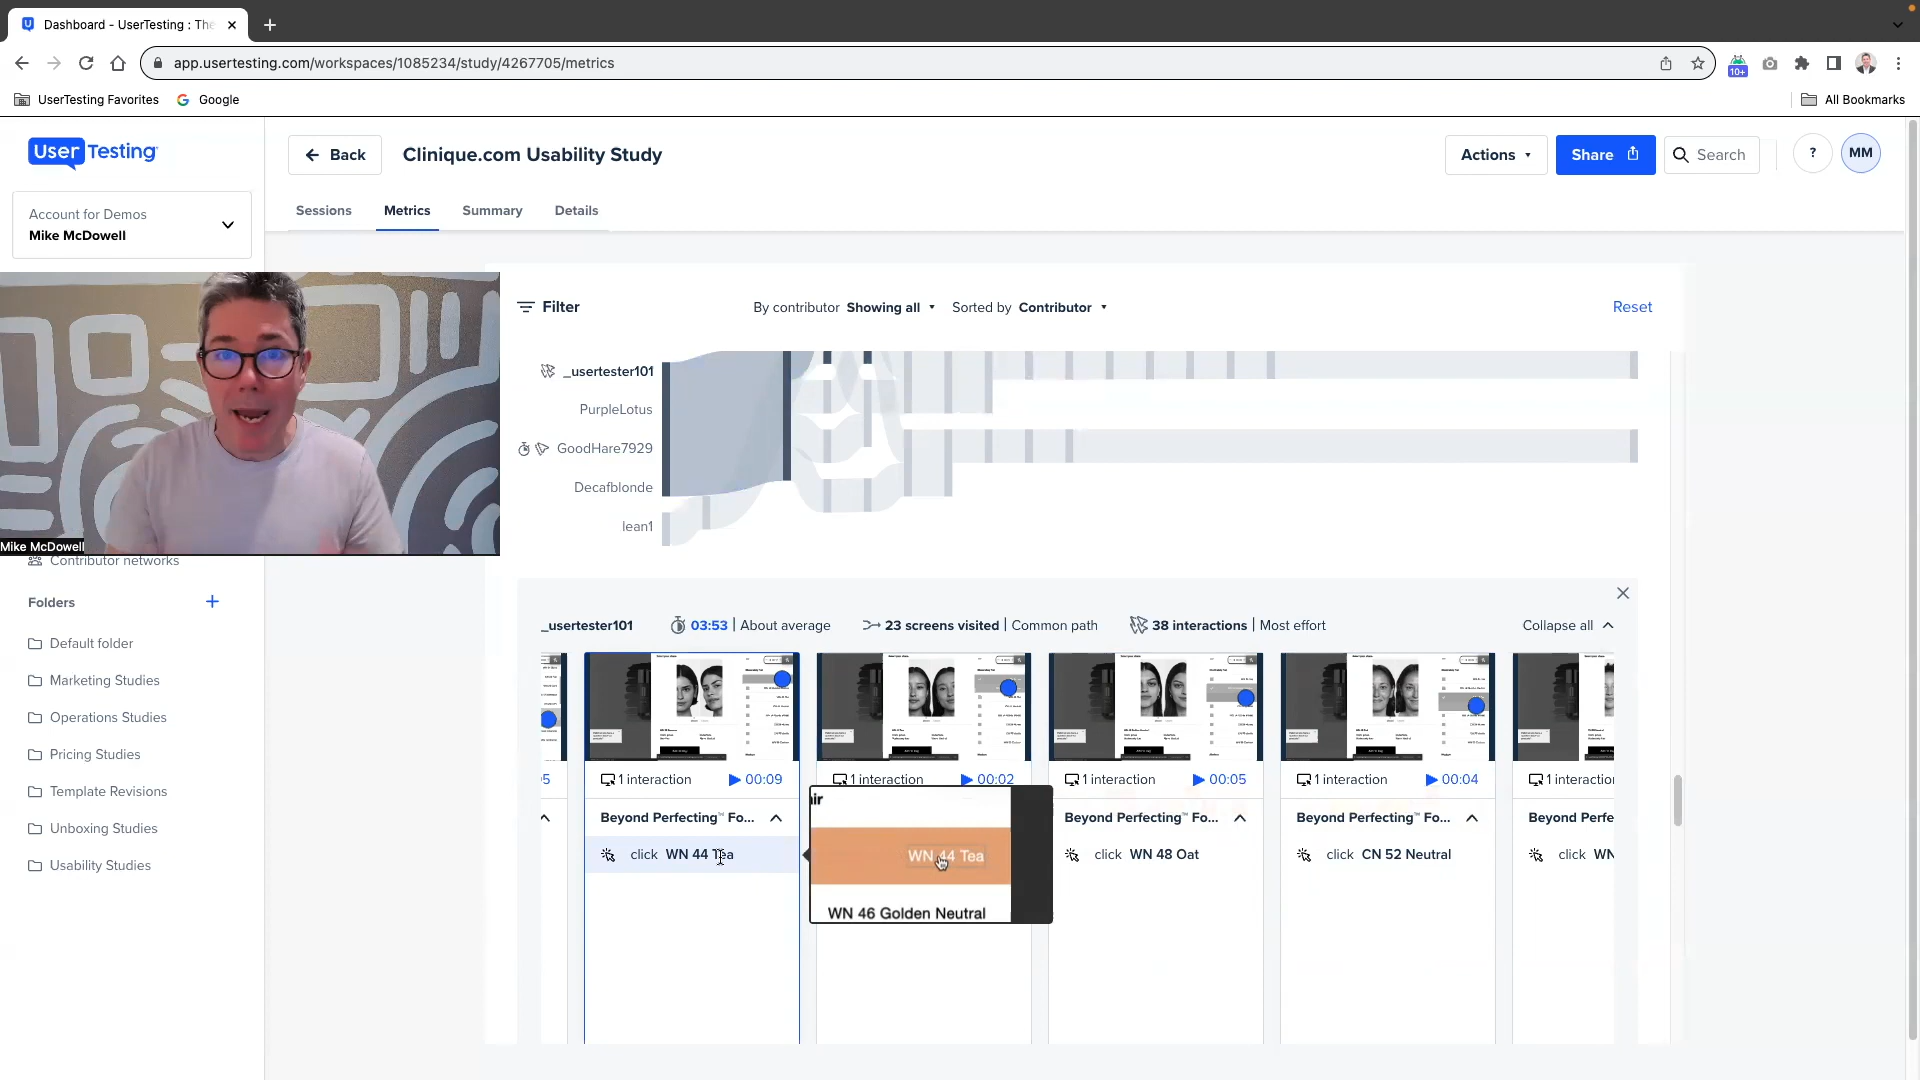 Dashboard - UserTesting : The
app.usertesting.com/workspaces/1085234/study/4267705/metrics
10+
UserTesting Favorites
Google
All Bookmarks
User Testing
Back
Clinique.com Usability Study
Actions
Share
Search
?
MM
Account for Demos
Mike McDowell
Sessions
Metrics
Summary
Details
Filter
By contributor Showing all
Sorted by Contributor
Reset
_usertester101
PurpleLotus
GoodHare7929
Decafblonde
lean1
Mike McDowell
Contributor networks
Folders
Default folder
Marketing Studies
Operations Studies
Pricing Studies
Template Revisions
Unboxing Studies
Usability Studies
_usertester101
03:53 | About average
23 screens visited | Common path
38 interactions | Most effort
Collapse all
1 interaction
00:09
1 interaction
00:02
1 interaction
00:05
1 interaction
00:04
Beyond Perfecting™ Fo...
click WN 44 Tea
WN 44 Tea
WN 46 Golden Neutral
Beyond Perfecting™ Fo...
click WN 48 Oat
Beyond Perfecting™ Fo...
click CN 52 Neutral
Beyond Perfe
click WN